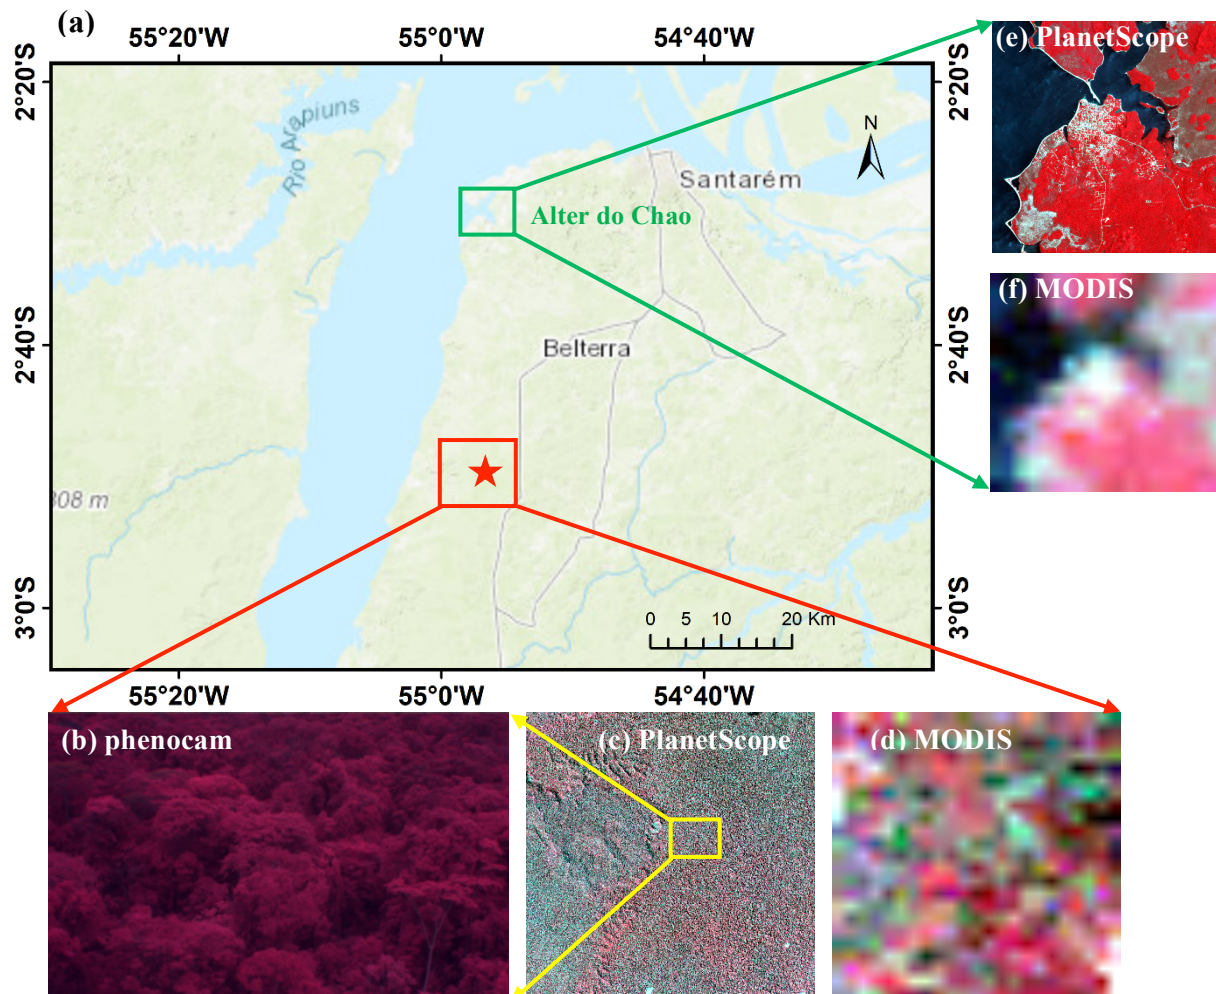 (a)
55°20'W 55°0'W 54°40'W
(e) PlanetScope
2°20'S 2°20'S
Rio Arapiuns
N
Santarém
Alter do Chao
(f) MODIS
2°40'S 2°40'S
Belterra
308 m
3°0'S 3°0'S
0 5 10 20 Km
55°20'W 55°0'W 54°40'W
(b) phenocam
(c) PlanetScope
(d) MODIS